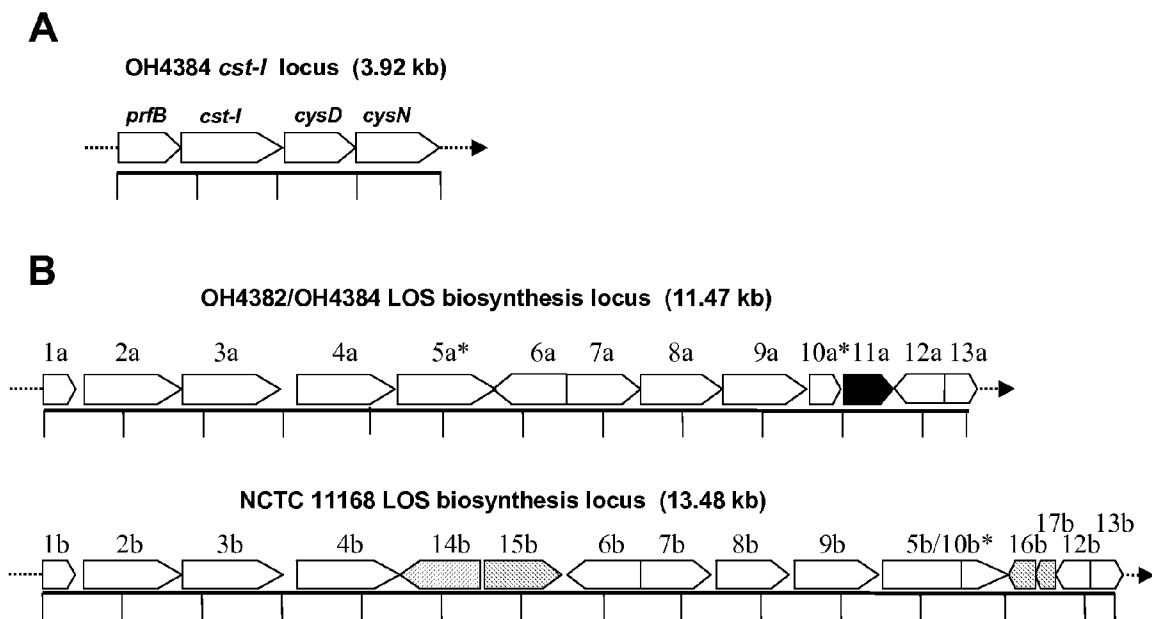 A
OH4384 cst-I locus (3.92 kb)
prfB cst-I cysD cysN
B
OH4382/OH4384 LOS biosynthesis locus (11.47 kb)
1a 2a 3a 4a 5a* 6a 7a 8a 9a 10a* 11a 12a 13a
NCTC 11168 LOS biosynthesis locus (13.48 kb)
1b 2b 3b 4b 14b 15b 6b 7b 8b 9b 5b/10b* 16b 17b 12b 13b